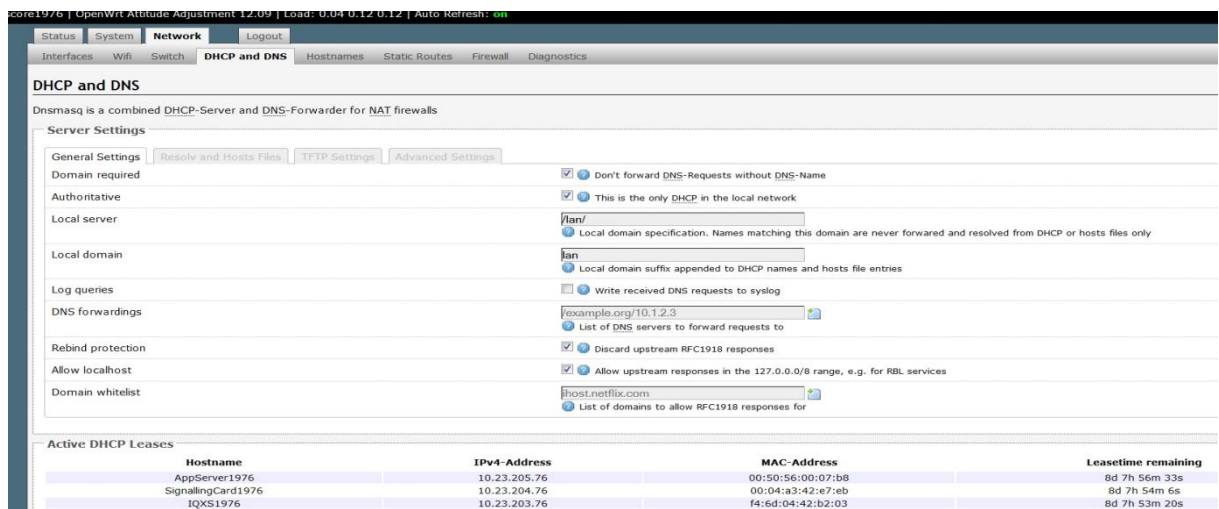 score1976 | OpenWrt Attitude Adjustment 12.09 | Load: 0.04 0.12 0.12 | Auto Refresh: on
Status System Network Logout
Interfaces Wifi Switch DHCP and DNS Hostnames Static Routes Firewall Diagnostics
DHCP and DNS
Dnsmasq is a combined DHCP-Server and DNS-Forwarder for NAT firewalls
Server Settings
General Settings Resolv and Hosts Files TFTP Settings Advanced Settings
Domain required Don't forward DNS-Requests without DNS-Name
Authoritative This is the only DHCP in the local network
Local server /lan/
Local domain specification. Names matching this domain are never forwared and resolved from DHCP or hosts files only
Local domain lan
Local domain suffix appended to DHCP names and hosts file entries
Log queries Write received DNS requests to syslog
DNS forwardings /example.org/10.1.2.3
List of DNS servers to forward requests to
Rebind protection Discard upstream RFC1918 responses
Allow localhost Allow upstream responses in the 127.0.0.0/8 range, e.g. for RBL services
Domain whitelist ihost.netflix.com
List of domains to allow RFC1918 responses for
Active DHCP Leases
Hostname IPv4-Address MAC-Address Leasetime remaining
AppServer1976 10.23.205.76 00:50:56:00:07:b8 8d 7h 56m 33s
SignallingCard1976 10.23.204.76 00:04:a3:42:e7:eb 8d 7h 54m 6s
IQXS1976 10.23.203.76 f4:6d:04:42:b2:03 8d 7h 53m 20s